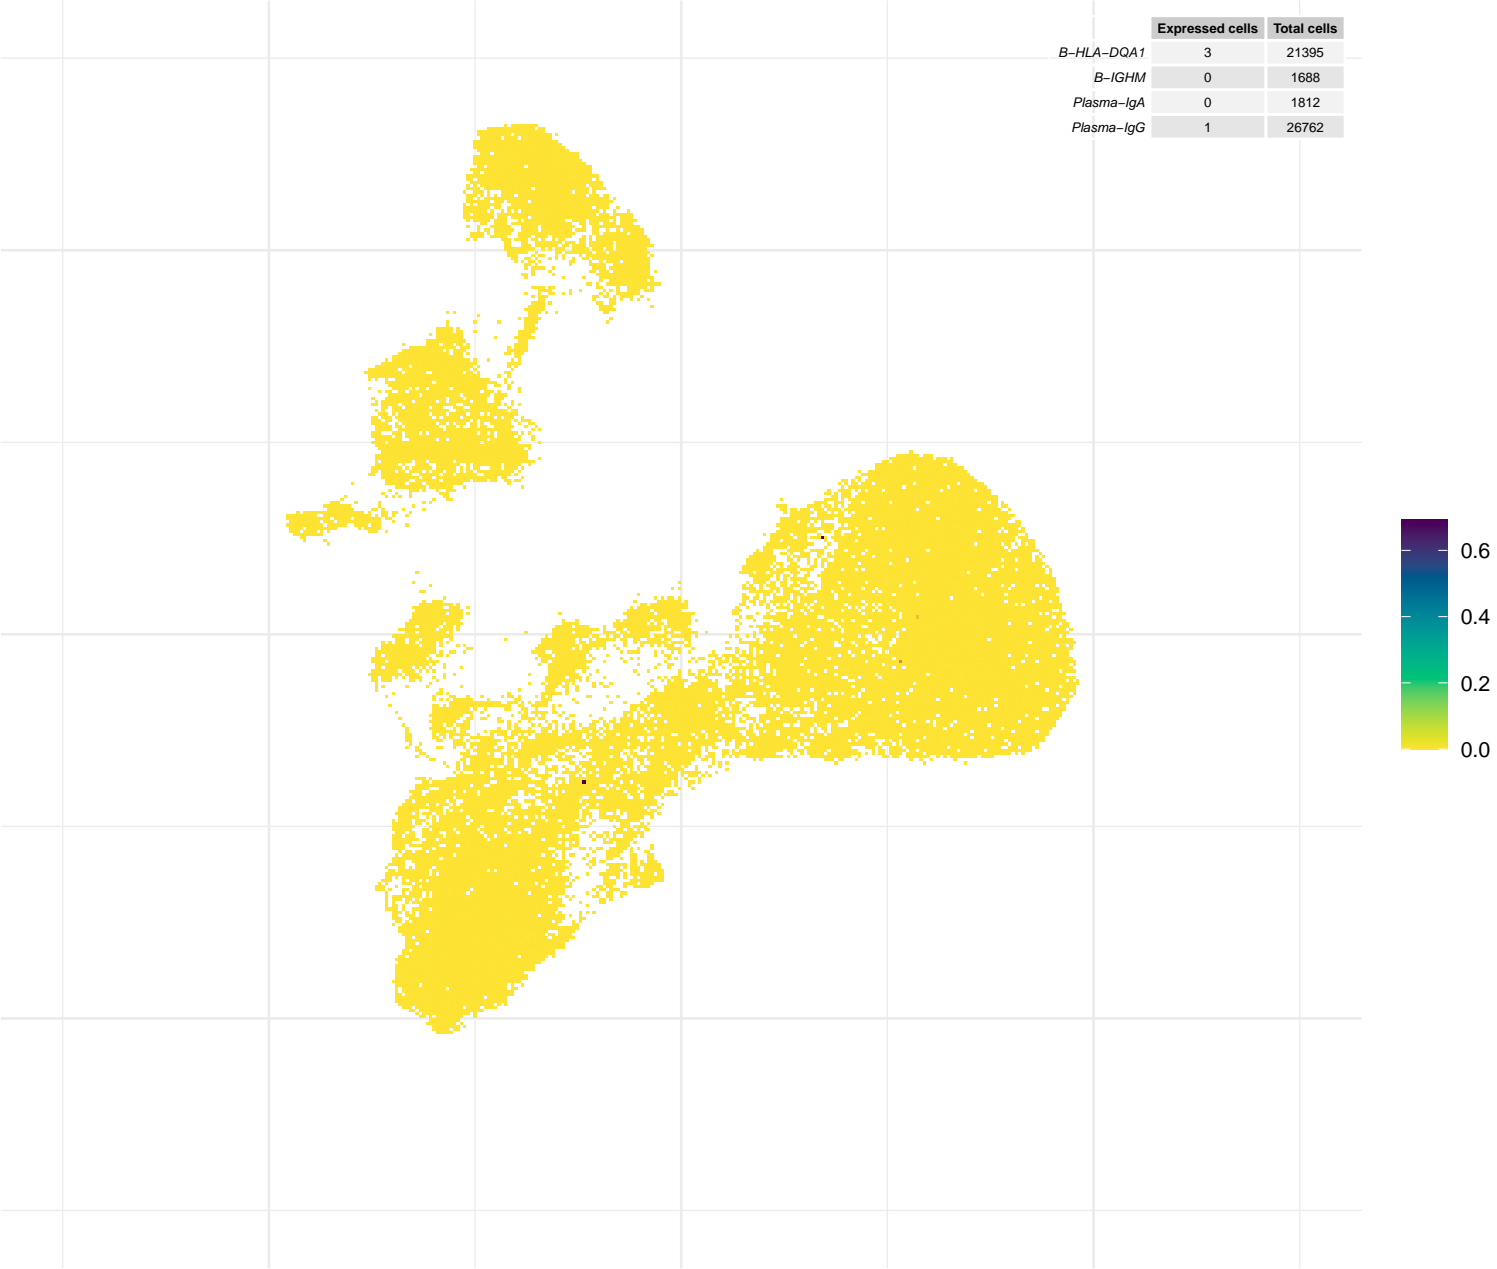 Expressed cells Total cells
B−HLA−DQA1 3 21395
B−IGHM 0 1688
Plasma−IgA 0 1812
Plasma−IgG 1 26762
0.6
0.4
0.2
0.0